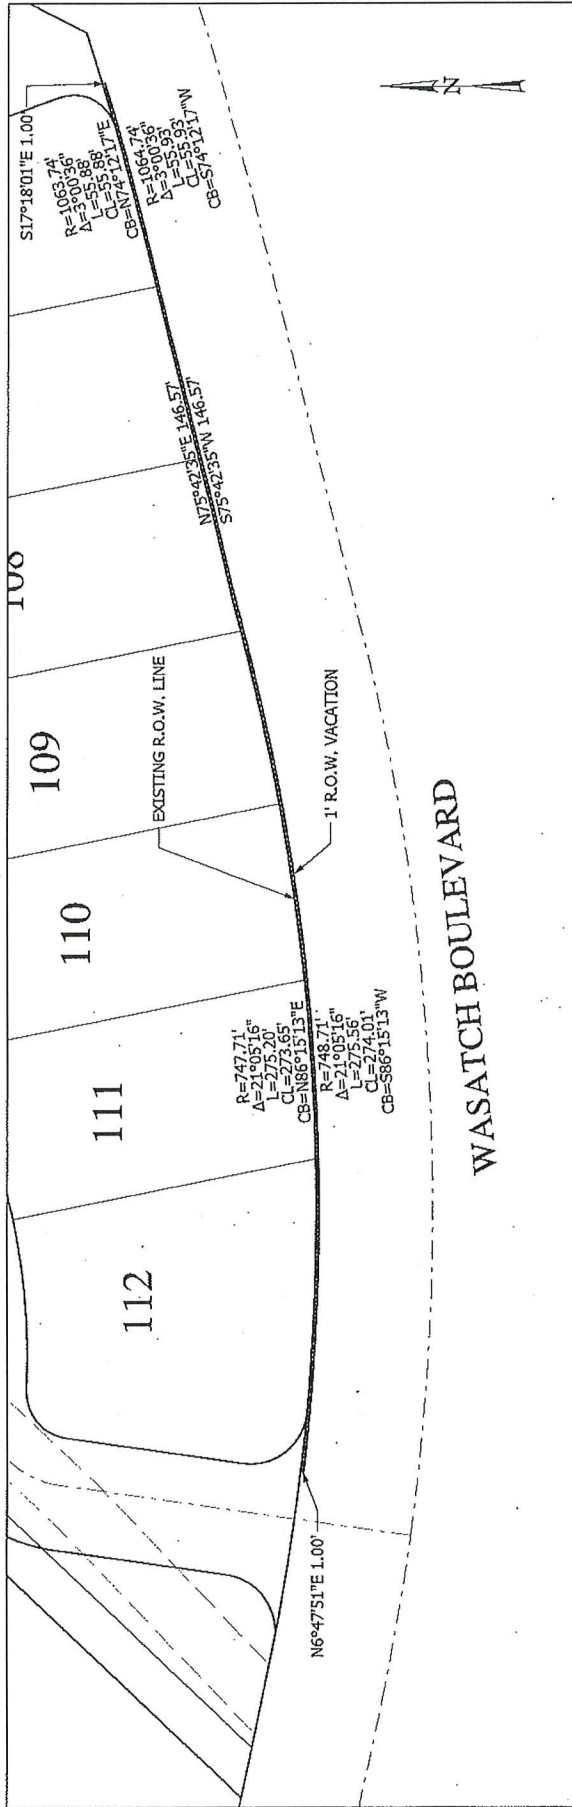 S17°18'01"E 1.00'
R=1063.74'
Δ=3°00'36"
L=55.88'
CL=55.88'
CB=N74°12'17"E
R=1064.74'
Δ=3°00'36"
L=55.93'
CL=55.93'
CB=S74°12'17"W
N
N75°42'35"E 146.57'
S75°42'35"W 146.57'
109
EXISTING R.O.W. LINE
1' R.O.W. VACATION
110
111
R=747.71'
Δ=21°05'16"
L=275.20'
CL=273.65'
CB=N86°15'13"E
R=748.71'
Δ=21°05'16"
L=275.56'
CL=274.01'
CB=S86°15'13"W
112
WASATCH BOULEVARD
N6°47'51"E 1.00'